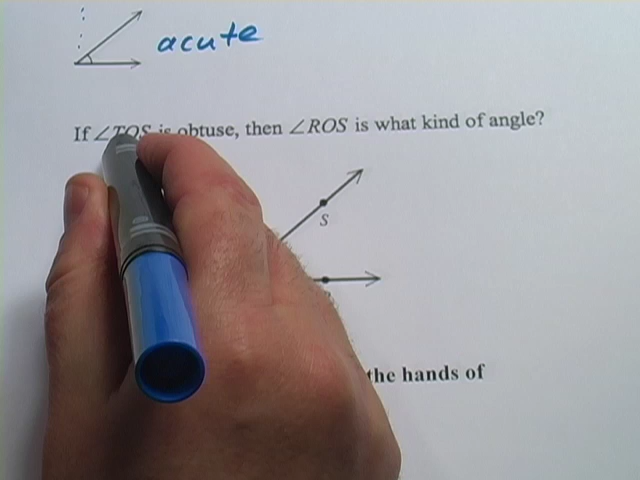 acute
If ∠TOS is obtuse, then ∠ROS is what kind of angle?
S
the hands of